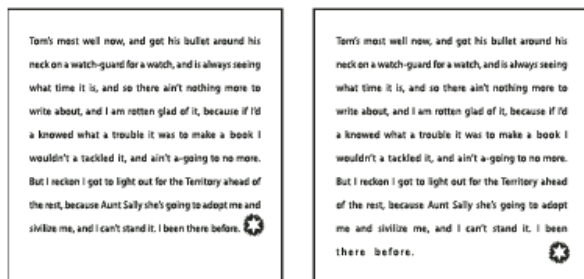 Tom's most well now, and got his bullet around his
neck on a watch-guard for a watch, and is always seeing
what time it is, and so there ain't nothing more to
write about, and I am rotten glad of it, because if I'd
a knowed what a trouble it was to make a book I
wouldn't a tackled it, and ain't a-going to no more.
But I reckon I got to light out for the Territory ahead of
the rest, because Aunt Sally she's going to adopt me and
sivilize me, and I can't stand it. I been there before.
Tom's most well now, and got his bullet around his
neck on a watch-guard for a watch, and is always seeing
what time it is, and so there ain't nothing more to
write about, and I am rotten glad of it, because if I'd
a knowed what a trouble it was to make a book I
wouldn't a tackled it, and ain't a-going to no more.
But I reckon I got to light out for the Territory ahead
of the rest, because Aunt Sally she's going to adopt
me and sivilize me, and I can't stand it. I been
there before.